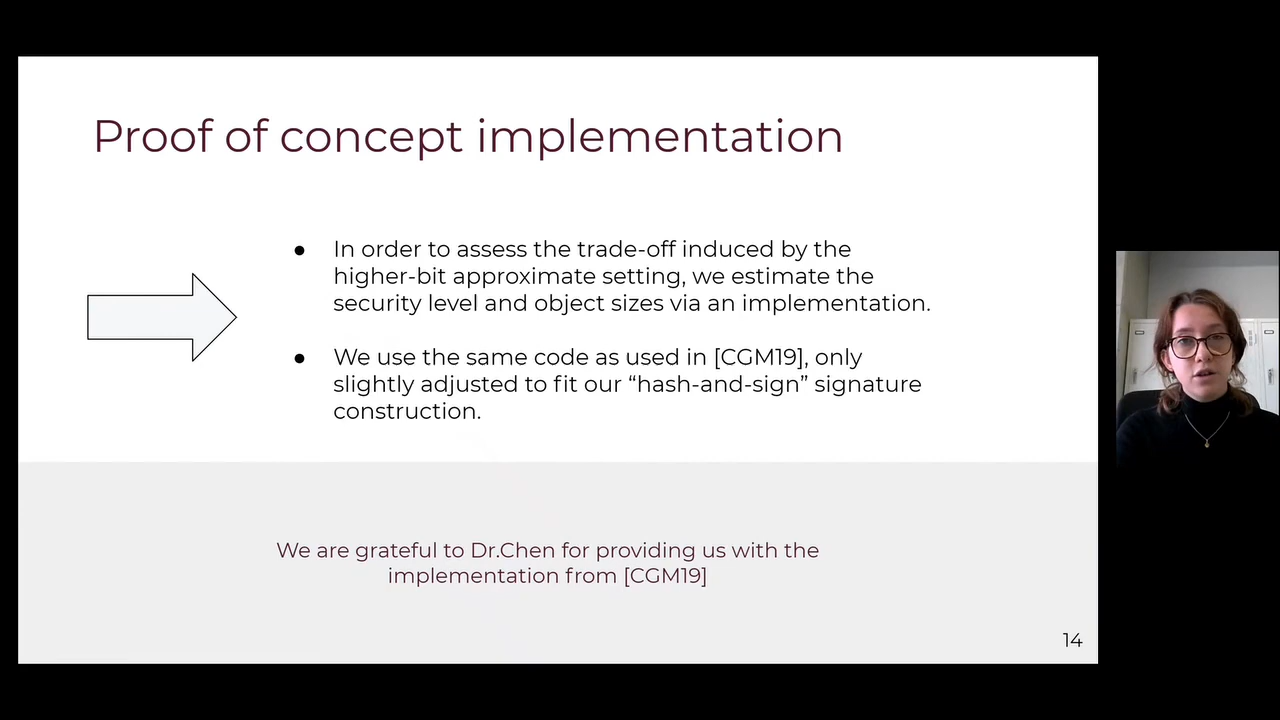 Proof of concept implementation
● In order to assess the trade-off induced by the
higher-bit approximate setting, we estimate the
security level and object sizes via an implementation.
● We use the same code as used in [CGM19], only
slightly adjusted to fit our “hash-and-sign” signature
construction.
We are grateful to Dr.Chen for providing us with the
implementation from [CGM19]
14